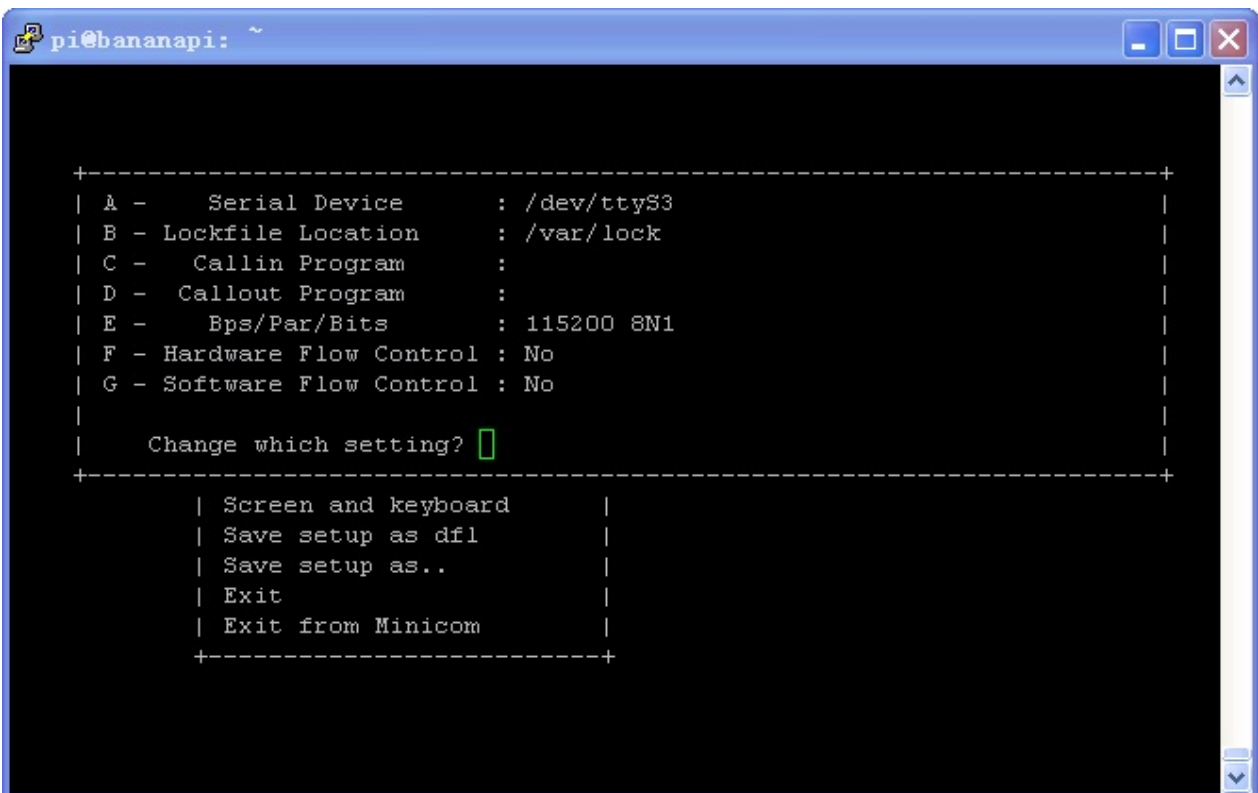 pi@bananapi: ~
+-----------------------------------------------------------------------+
| A -    Serial Device      : /dev/ttyS3                                |
| B - Lockfile Location     : /var/lock                                 |
| C -   Callin Program      :                                           |
| D -  Callout Program      :                                           |
| E -    Bps/Par/Bits       : 115200 8N1                                |
| F - Hardware Flow Control : No                                        |
| G - Software Flow Control : No                                        |
|                                                                       |
|    Change which setting?                                              |
+-----------------------------------------------------------------------+
| Screen and keyboard      |
| Save setup as dfl        |
| Save setup as..          |
| Exit                     |
| Exit from Minicom        |
+--------------------------+